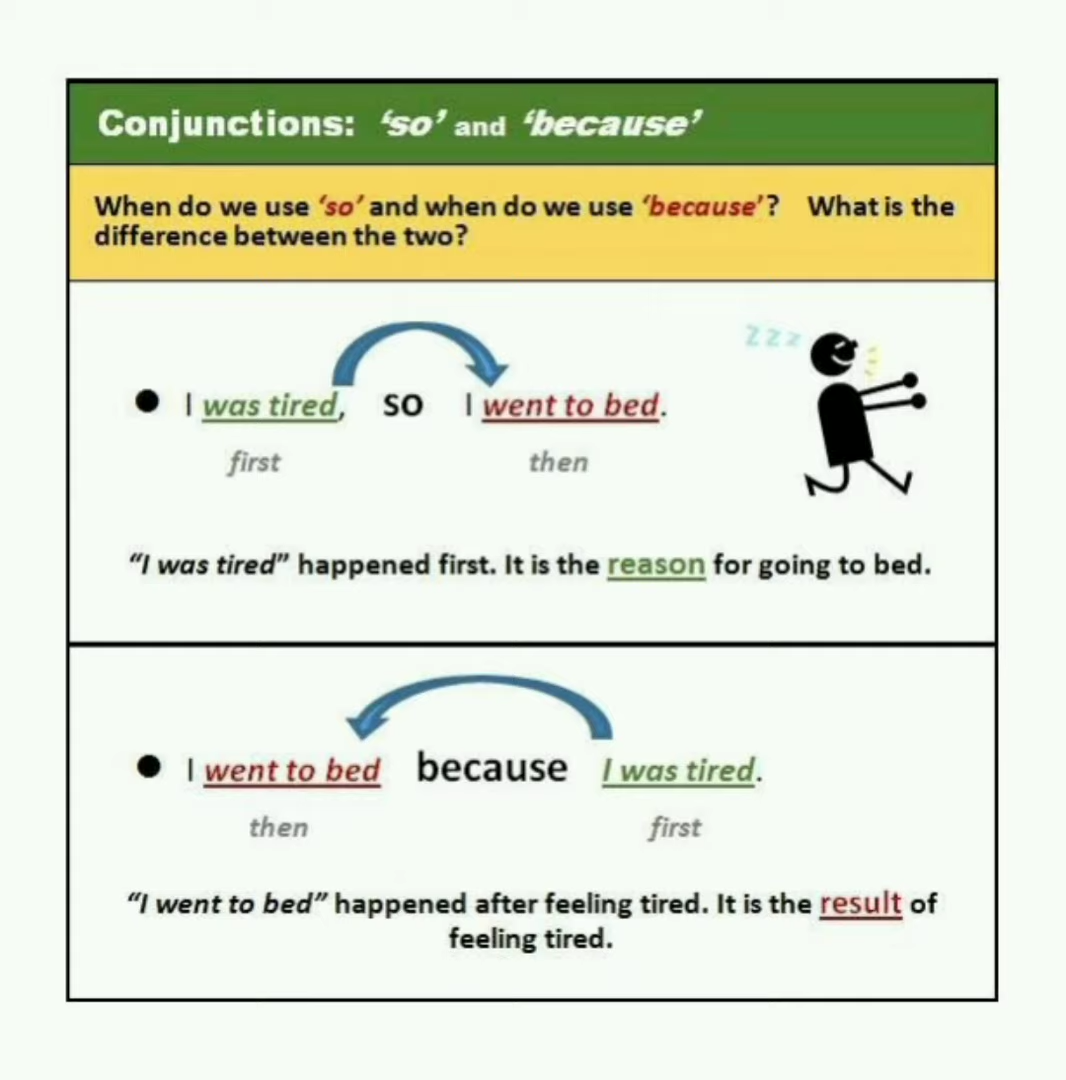 Conjunctions: ‘so’ and ‘because’
When do we use ‘so’ and when do we use ‘because’? What is the
difference between the two?
zzz
● I was tired, so I went to bed.
first then
“I was tired” happened first. It is the reason for going to bed.
● I went to bed because I was tired.
then first
“I went to bed” happened after feeling tired. It is the result of
feeling tired.